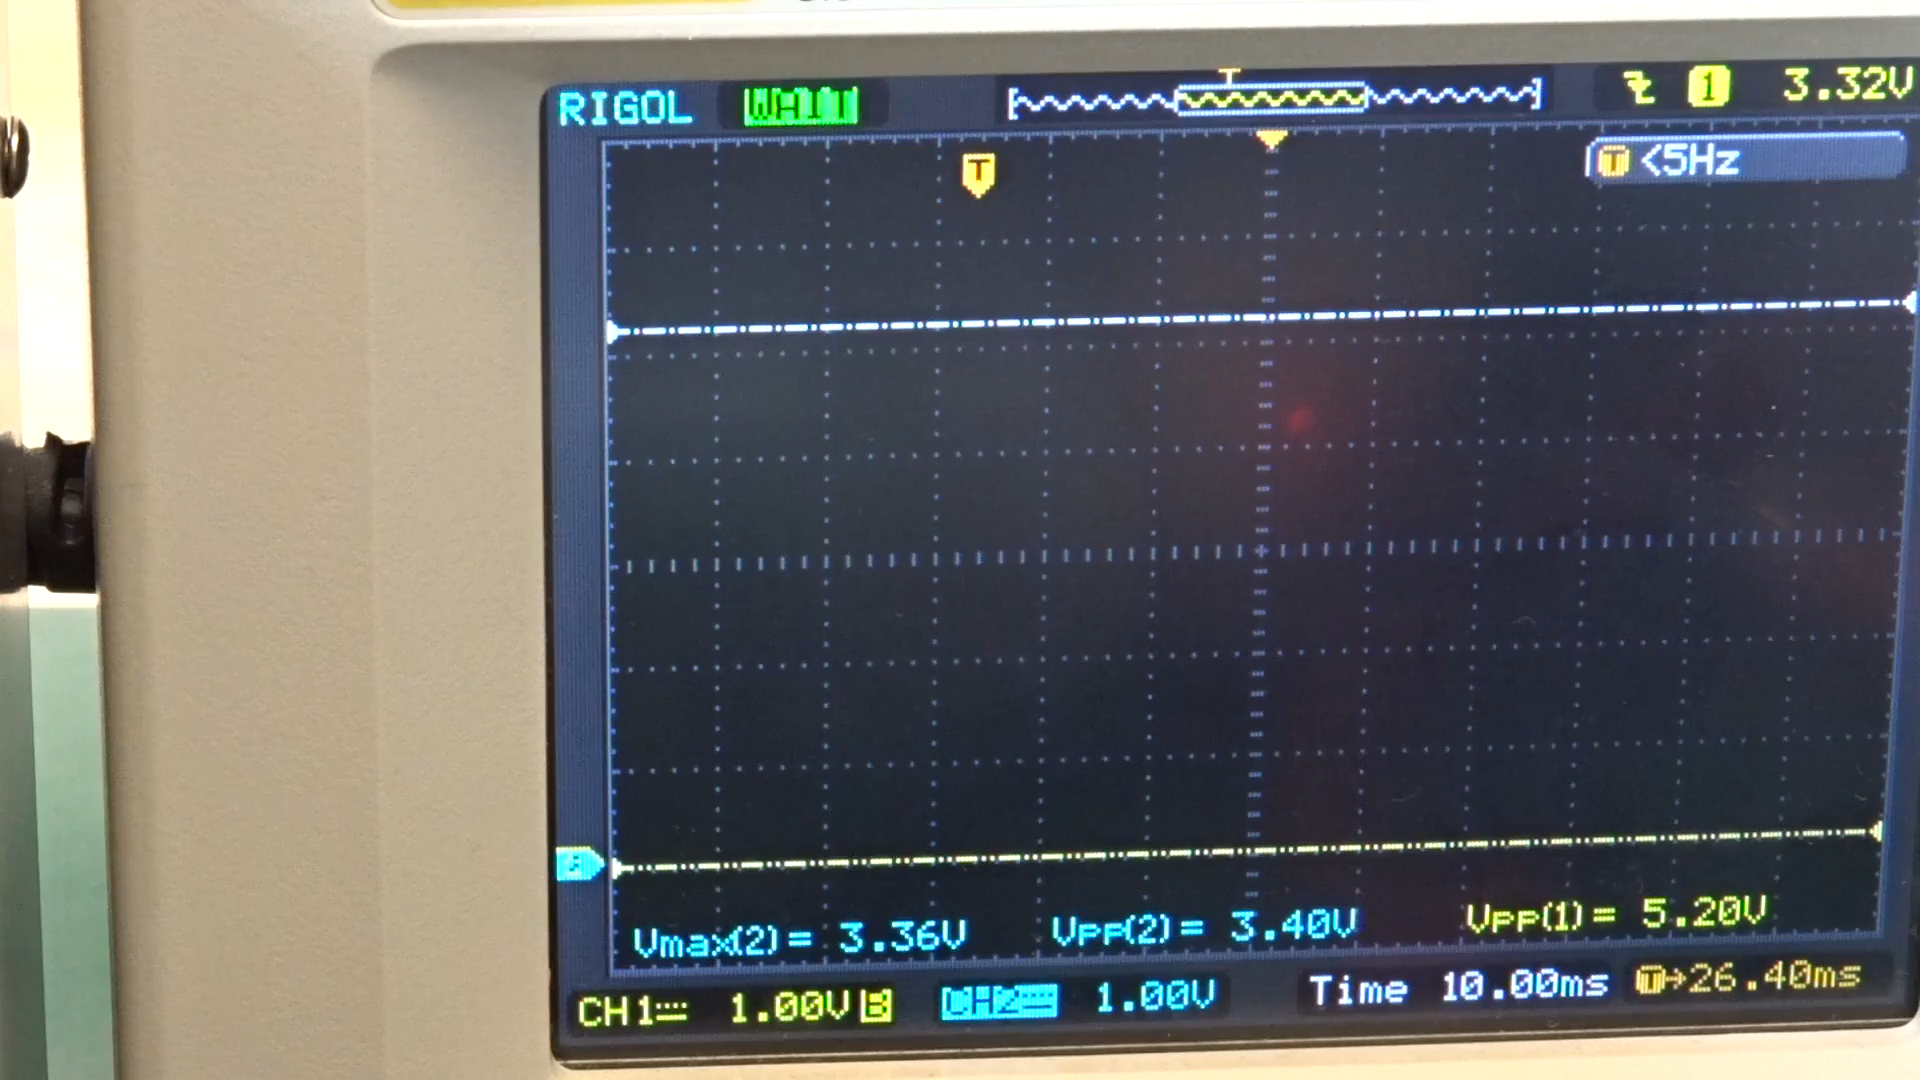 RIGOL WAIT T 1 3.32V
T <5Hz
T
Vmax(2)= 3.36V Vpp(2)= 3.40V Vpp(1)= 5.20V
CH1 1.00V B CH2 1.00V Time 10.00ms T→26.40ms